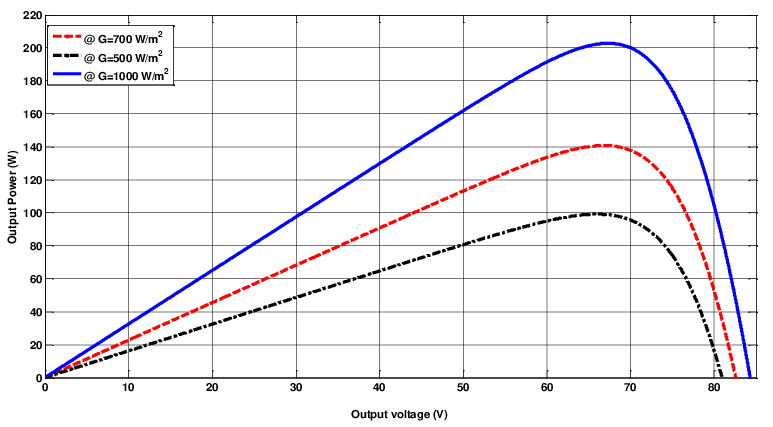 220
200
180
160
140
120
100
80
60
40
20
0
Output Power (W)
@ G=700 W/m²
@ G=500 W/m²
@ G=1000 W/m²
0 10 20 30 40 50 60 70 80
Output voltage (V)